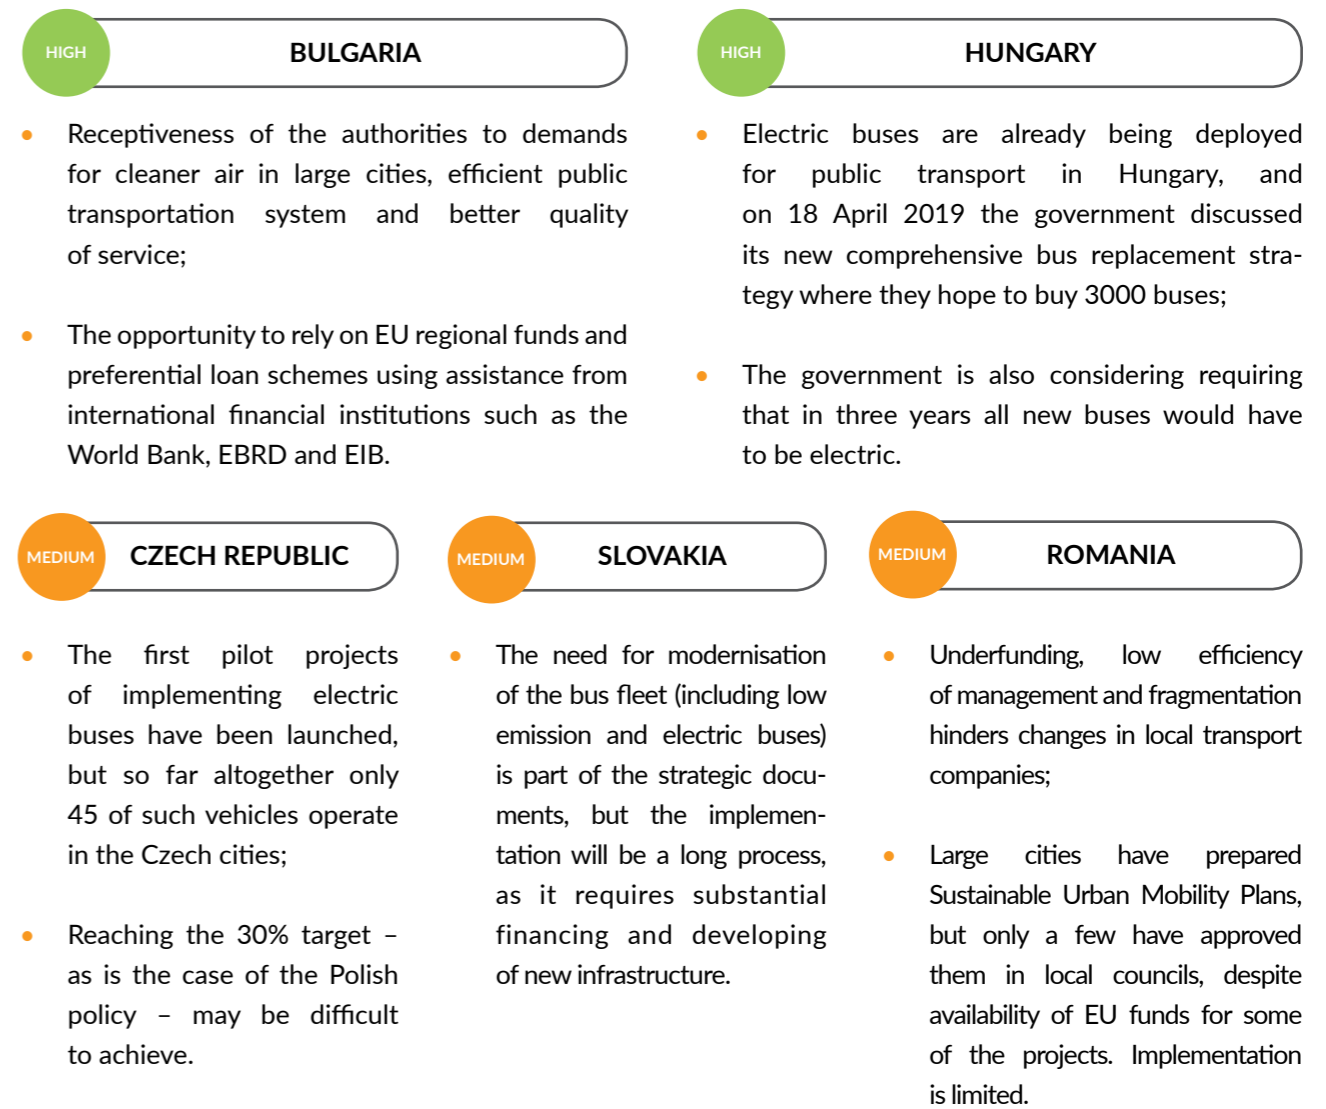 HIGH
BULGARIA
Receptiveness of the authorities to demands
for cleaner air in large cities, efficient public
transportation system and better quality
of service;
The opportunity to rely on EU regional funds and
preferential loan schemes using assistance from
international financial institutions such as the
World Bank, EBRD and EIB.
HIGH
HUNGARY
Electric buses are already being deployed
for public transport in Hungary, and
on 18 April 2019 the government discussed
its new comprehensive bus replacement stra-
tegy where they hope to buy 3000 buses;
The government is also considering requiring
that in three years all new buses would have
to be electric.
MEDIUM
CZECH REPUBLIC
The first pilot projects
of implementing electric
buses have been launched,
but so far altogether only
45 of such vehicles operate
in the Czech cities;
Reaching the 30% target –
as is the case of the Polish
policy – may be difficult
to achieve.
MEDIUM
SLOVAKIA
The need for modernisation
of the bus fleet (including low
emission and electric buses)
is part of the strategic docu-
ments, but the implemen-
tation will be a long process,
as it requires substantial
financing and developing
of new infrastructure.
MEDIUM
ROMANIA
Underfunding, low efficiency
of management and fragmentation
hinders changes in local transport
companies;
Large cities have prepared
Sustainable Urban Mobility Plans,
but only a few have approved
them in local councils, despite
availability of EU funds for some
of the projects. Implementation
is limited.